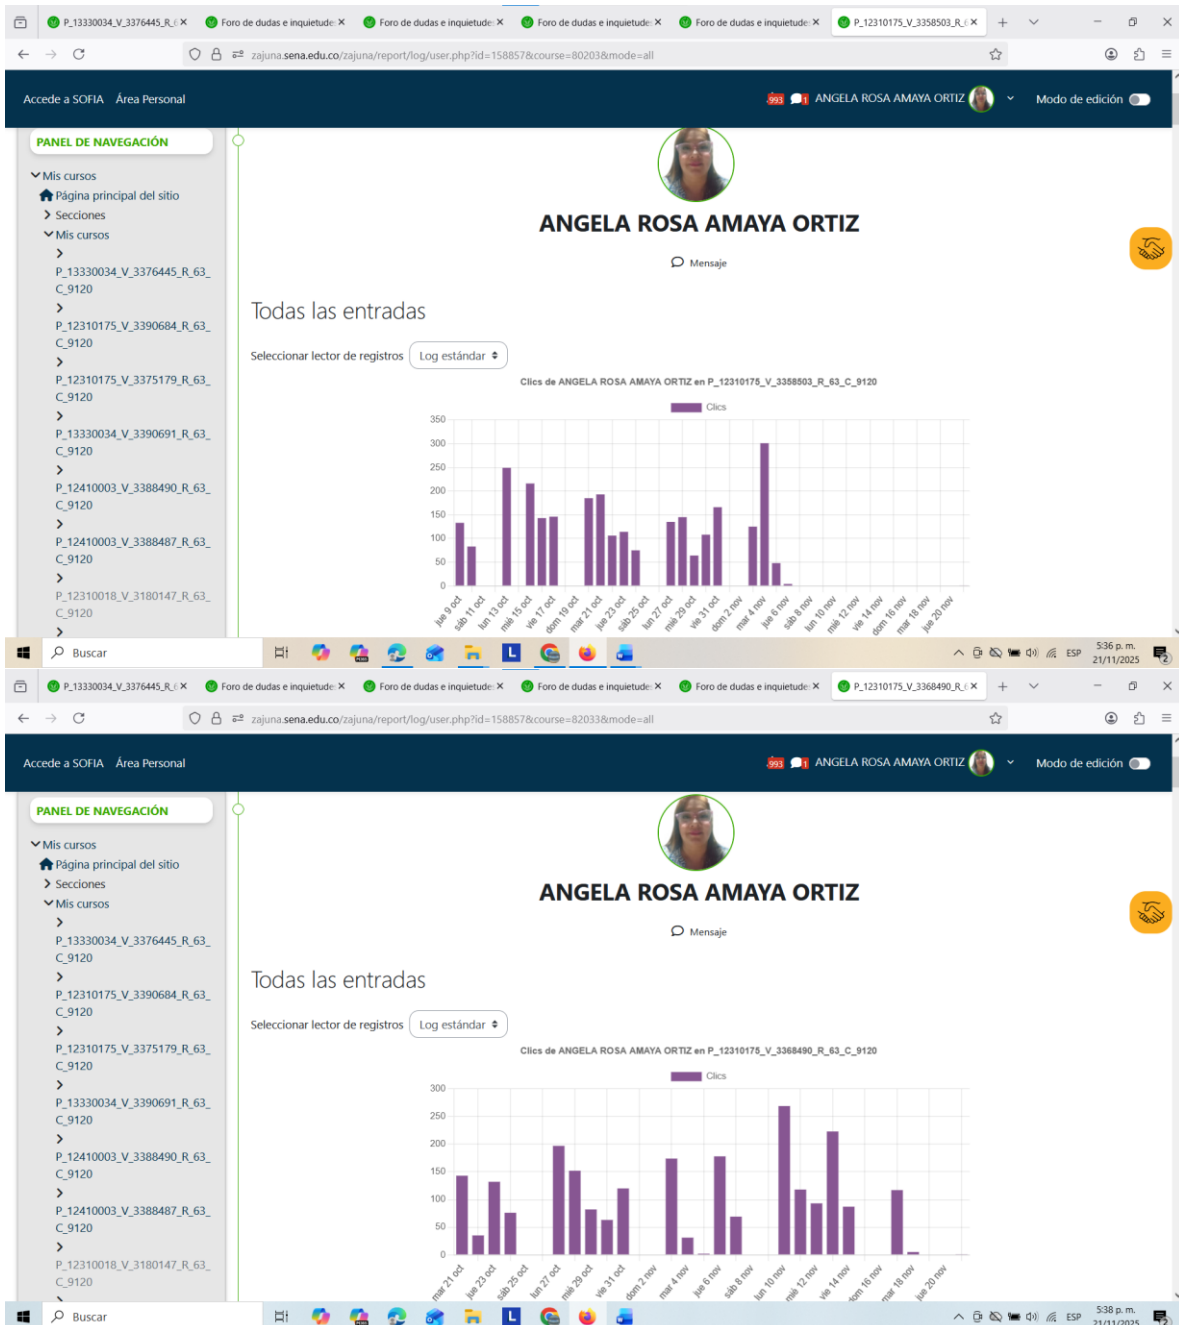 P_13330034_V_3376445_R_6
Foro de dudas e inquietude
Foro de dudas e inquietude
Foro de dudas e inquietude
Foro de dudas e inquietude
P_12310175_V_3358503_R_6
zajuna.sena.edu.co/zajuna/report/log/user.php?id=158857&course=80203&mode=all
Accede a SOFIA Área Personal
993 1 ANGELA ROSA AMAYA ORTIZ Modo de edición
PANEL DE NAVEGACIÓN
Mis cursos
Página principal del sitio
Secciones
Mis cursos
P_13330034_V_3376445_R_63_
C_9120
P_12310175_V_3390684_R_63_
C_9120
P_12310175_V_3375179_R_63_
C_9120
P_13330034_V_3390691_R_63_
C_9120
P_12410003_V_3388490_R_63_
C_9120
P_12410003_V_3388487_R_63_
C_9120
P_12310018_V_3180147_R_63_
C_9120
ANGELA ROSA AMAYA ORTIZ
Mensaje
Todas las entradas
Seleccionar lector de registros Log estándar
Clics de ANGELA ROSA AMAYA ORTIZ en P_12310175_V_3358503_R_63_C_9120
Clics
350
300
250
200
150
100
50
0
jue 9 oct
sáb 11 oct
lun 13 oct
mié 15 oct
vie 17 oct
dom 19 oct
mar 21 oct
jue 23 oct
sáb 25 oct
lun 27 oct
mié 29 oct
vie 31 oct
dom 2 nov
mar 4 nov
jue 6 nov
sáb 8 nov
lun 10 nov
mié 12 nov
vie 14 nov
dom 16 nov
mar 18 nov
jue 20 nov
Buscar
ESP
5:36 p. m.
21/11/2025
2
P_13330034_V_3376445_R_6
Foro de dudas e inquietude
Foro de dudas e inquietude
Foro de dudas e inquietude
Foro de dudas e inquietude
P_12310175_V_3368490_R_6
zajuna.sena.edu.co/zajuna/report/log/user.php?id=158857&course=82033&mode=all
Accede a SOFIA Área Personal
993 1 ANGELA ROSA AMAYA ORTIZ Modo de edición
PANEL DE NAVEGACIÓN
Mis cursos
Página principal del sitio
Secciones
Mis cursos
P_13330034_V_3376445_R_63_
C_9120
P_12310175_V_3390684_R_63_
C_9120
P_12310175_V_3375179_R_63_
C_9120
P_13330034_V_3390691_R_63_
C_9120
P_12410003_V_3388490_R_63_
C_9120
P_12410003_V_3388487_R_63_
C_9120
P_12310018_V_3180147_R_63_
C_9120
ANGELA ROSA AMAYA ORTIZ
Mensaje
Todas las entradas
Seleccionar lector de registros Log estándar
Clics de ANGELA ROSA AMAYA ORTIZ en P_12310175_V_3368490_R_63_C_9120
Clics
300
250
200
150
100
50
0
mar 21 oct
jue 23 oct
sáb 25 oct
lun 27 oct
mié 29 oct
vie 31 oct
dom 2 nov
mar 4 nov
jue 6 nov
sáb 8 nov
lun 10 nov
mié 12 nov
vie 14 nov
dom 16 nov
mar 18 nov
jue 20 nov
Buscar
ESP
5:38 p. m.
21/11/2025
2